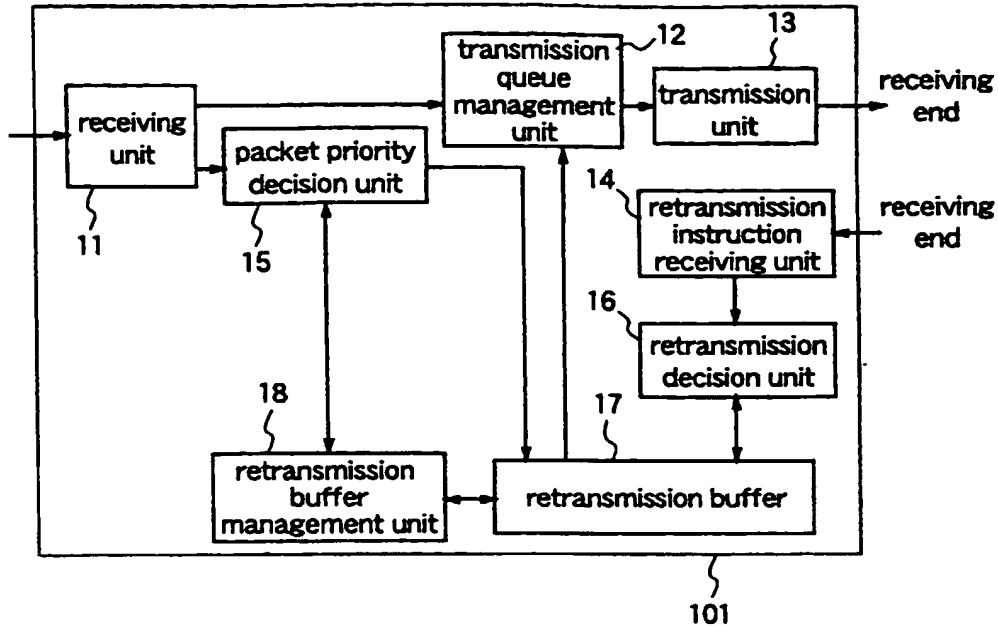 12
13
transmission
queue
management
unit
transmission
unit
receiving
end
receiving
unit
11
packet priority
decision unit
15
14
retransmission
instruction
receiving unit
receiving
end
16
retransmission
decision unit
18
retransmission
buffer
management unit
17
retransmission buffer
101